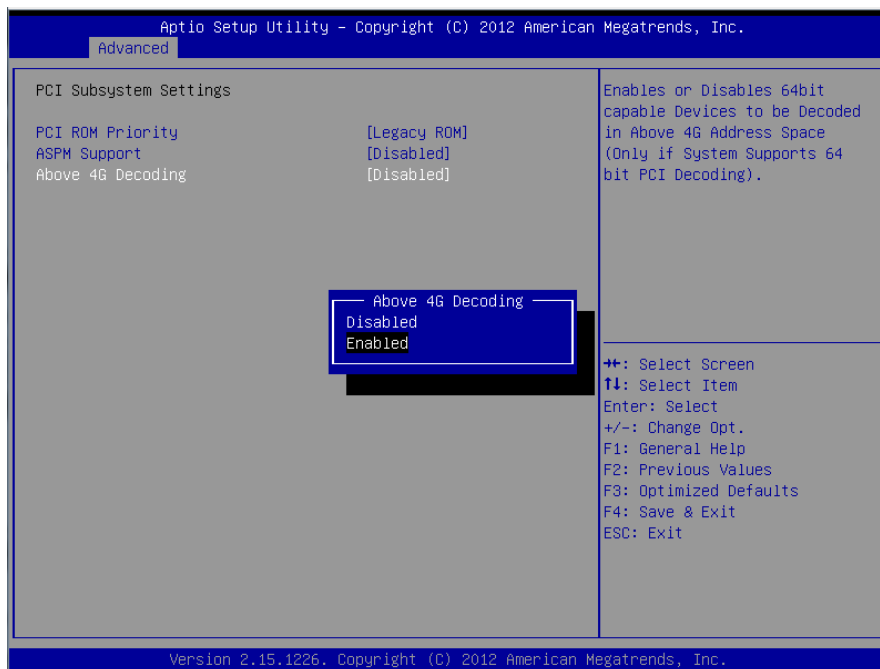 Aptio Setup Utility – Copyright (C) 2012 American Megatrends, Inc.
Advanced
PCI Subsystem Settings
PCI ROM Priority [Legacy ROM]
ASPM Support [Disabled]
Above 4G Decoding [Disabled]
Above 4G Decoding
Disabled
Enabled
Enables or Disables 64bit
capable Devices to be Decoded
in Above 4G Address Space
(Only if System Supports 64
bit PCI Decoding).
→←: Select Screen
↑↓: Select Item
Enter: Select
+/-: Change Opt.
F1: General Help
F2: Previous Values
F3: Optimized Defaults
F4: Save & Exit
ESC: Exit
Version 2.15.1226. Copyright (C) 2012 American Megatrends, Inc.